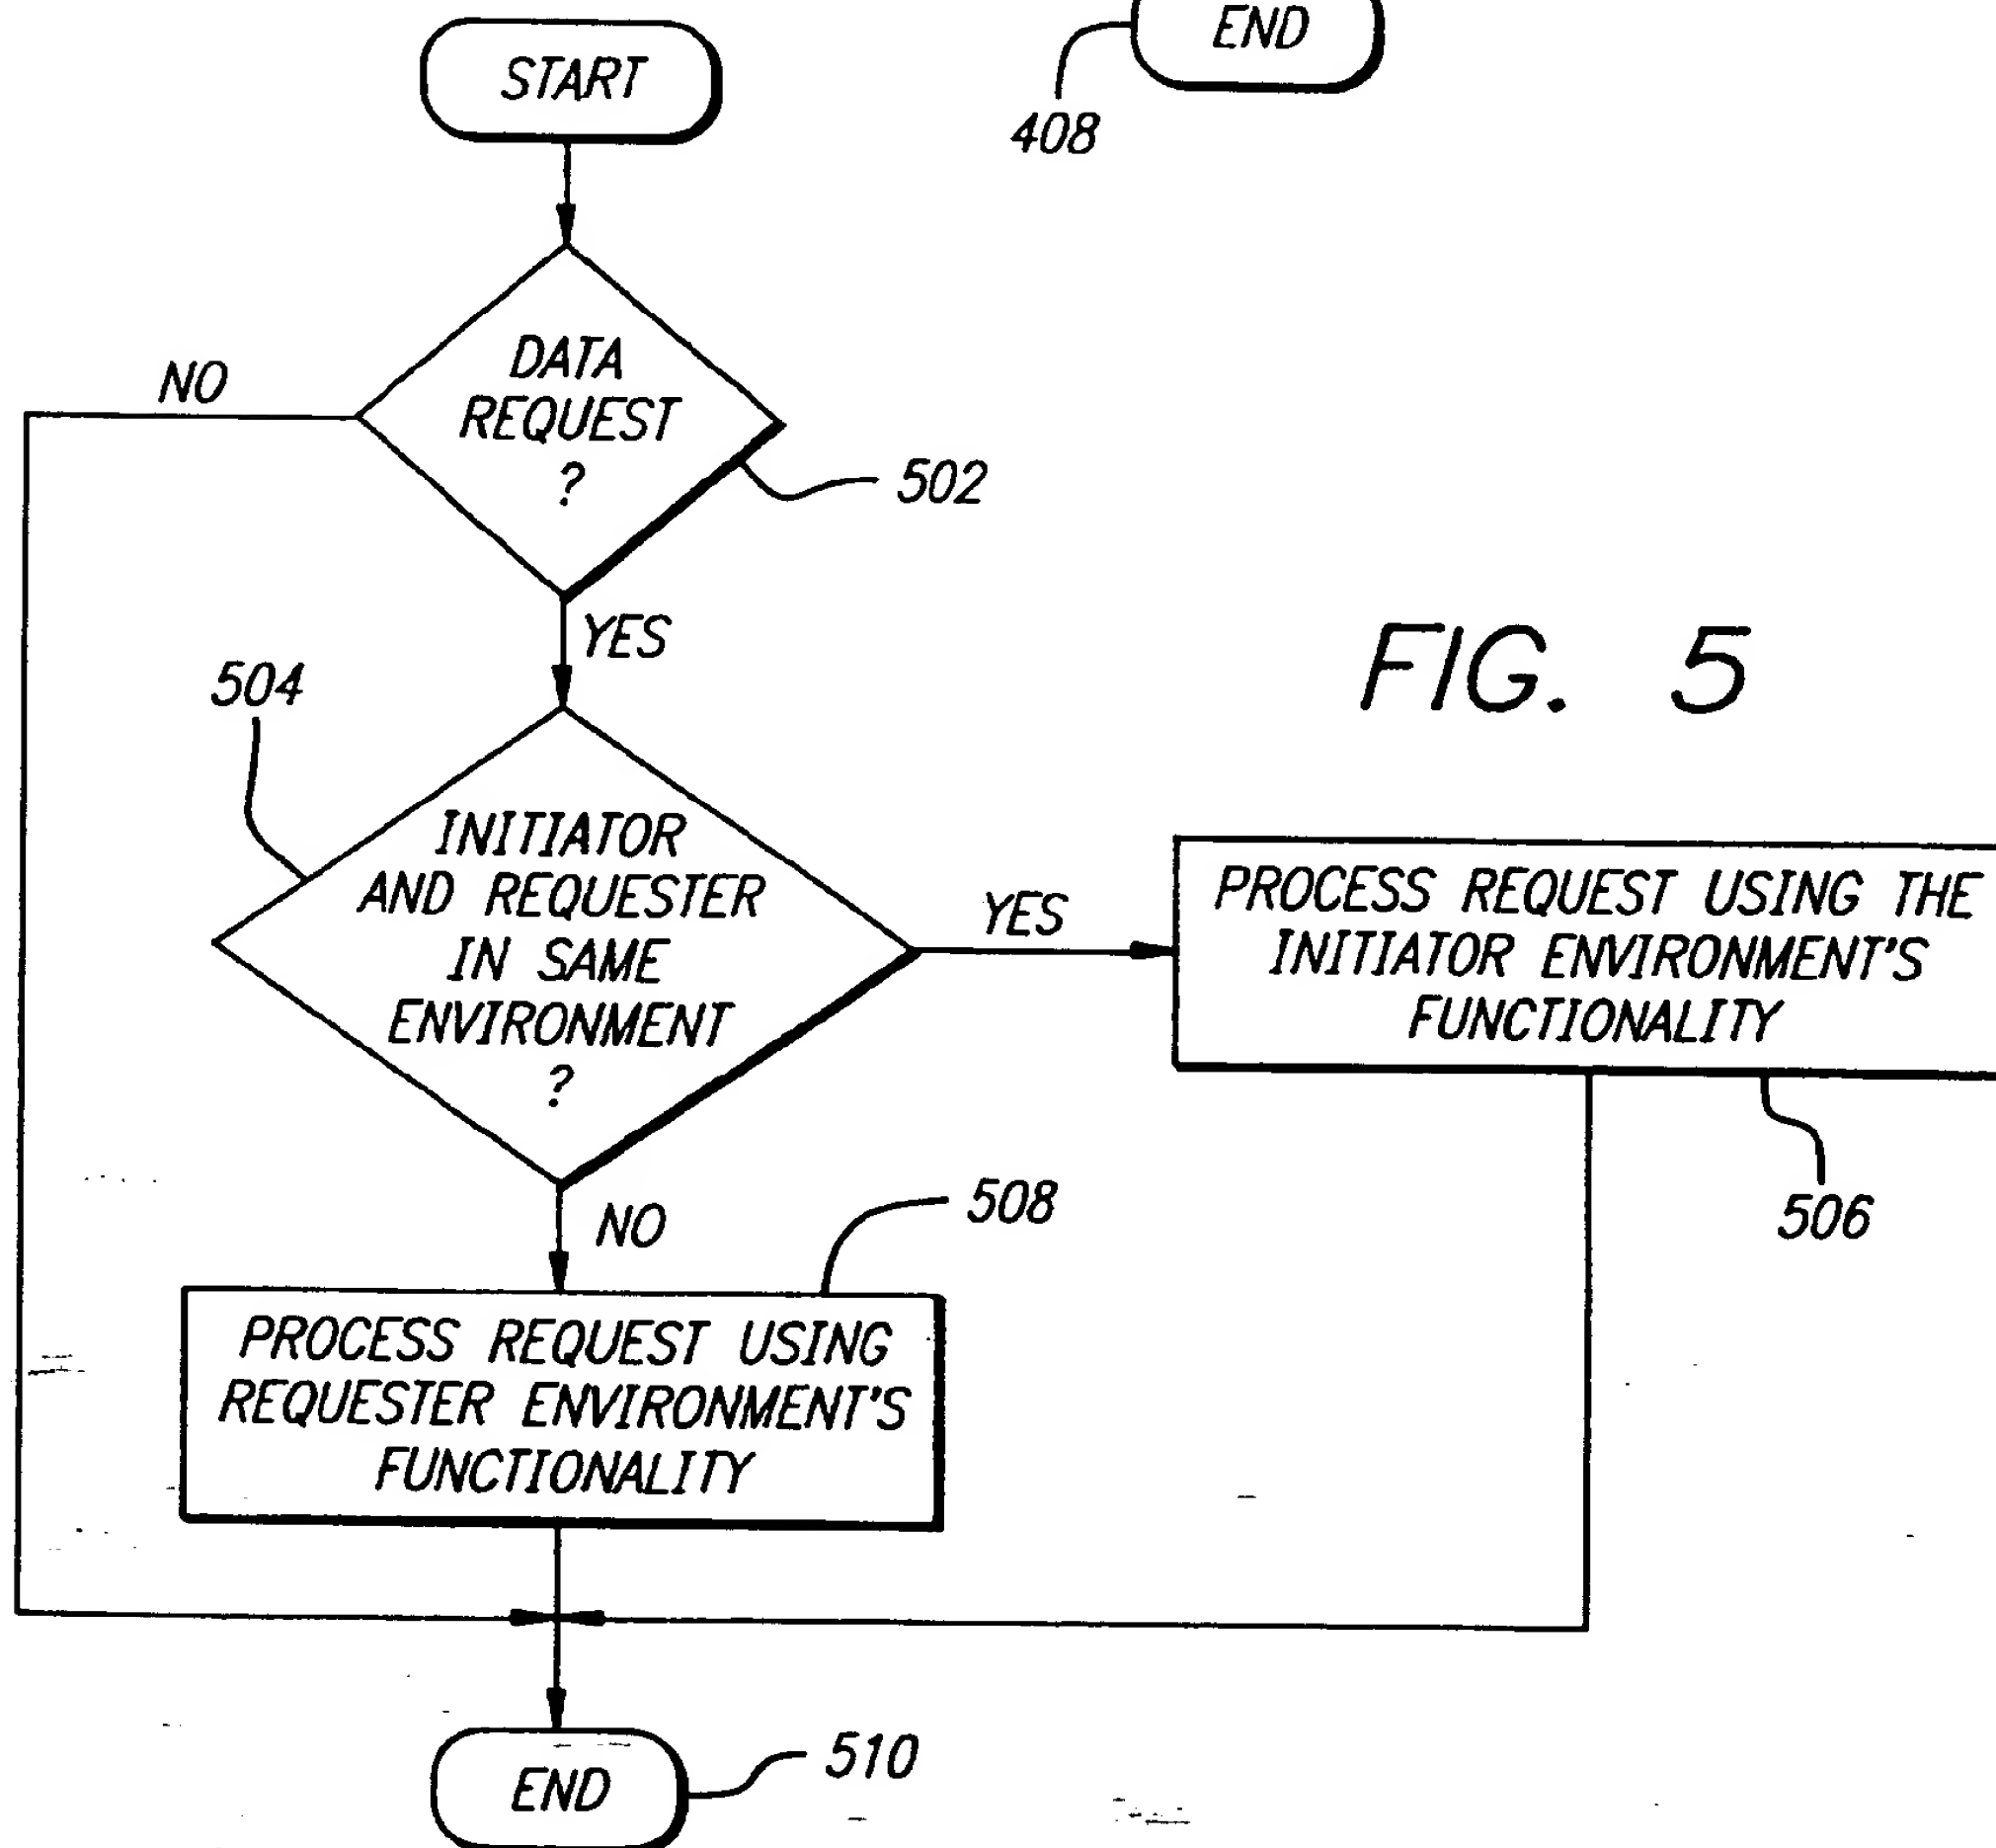 END
408
START
DATA
REQUEST
?
NO
502
YES
FIG. 5
504
INITIATOR
AND REQUESTER
IN SAME
ENVIRONMENT
?
YES
PROCESS REQUEST USING THE
INITIATOR ENVIRONMENT'S
FUNCTIONALITY
506
NO
508
PROCESS REQUEST USING
REQUESTER ENVIRONMENT'S
FUNCTIONALITY
END
510